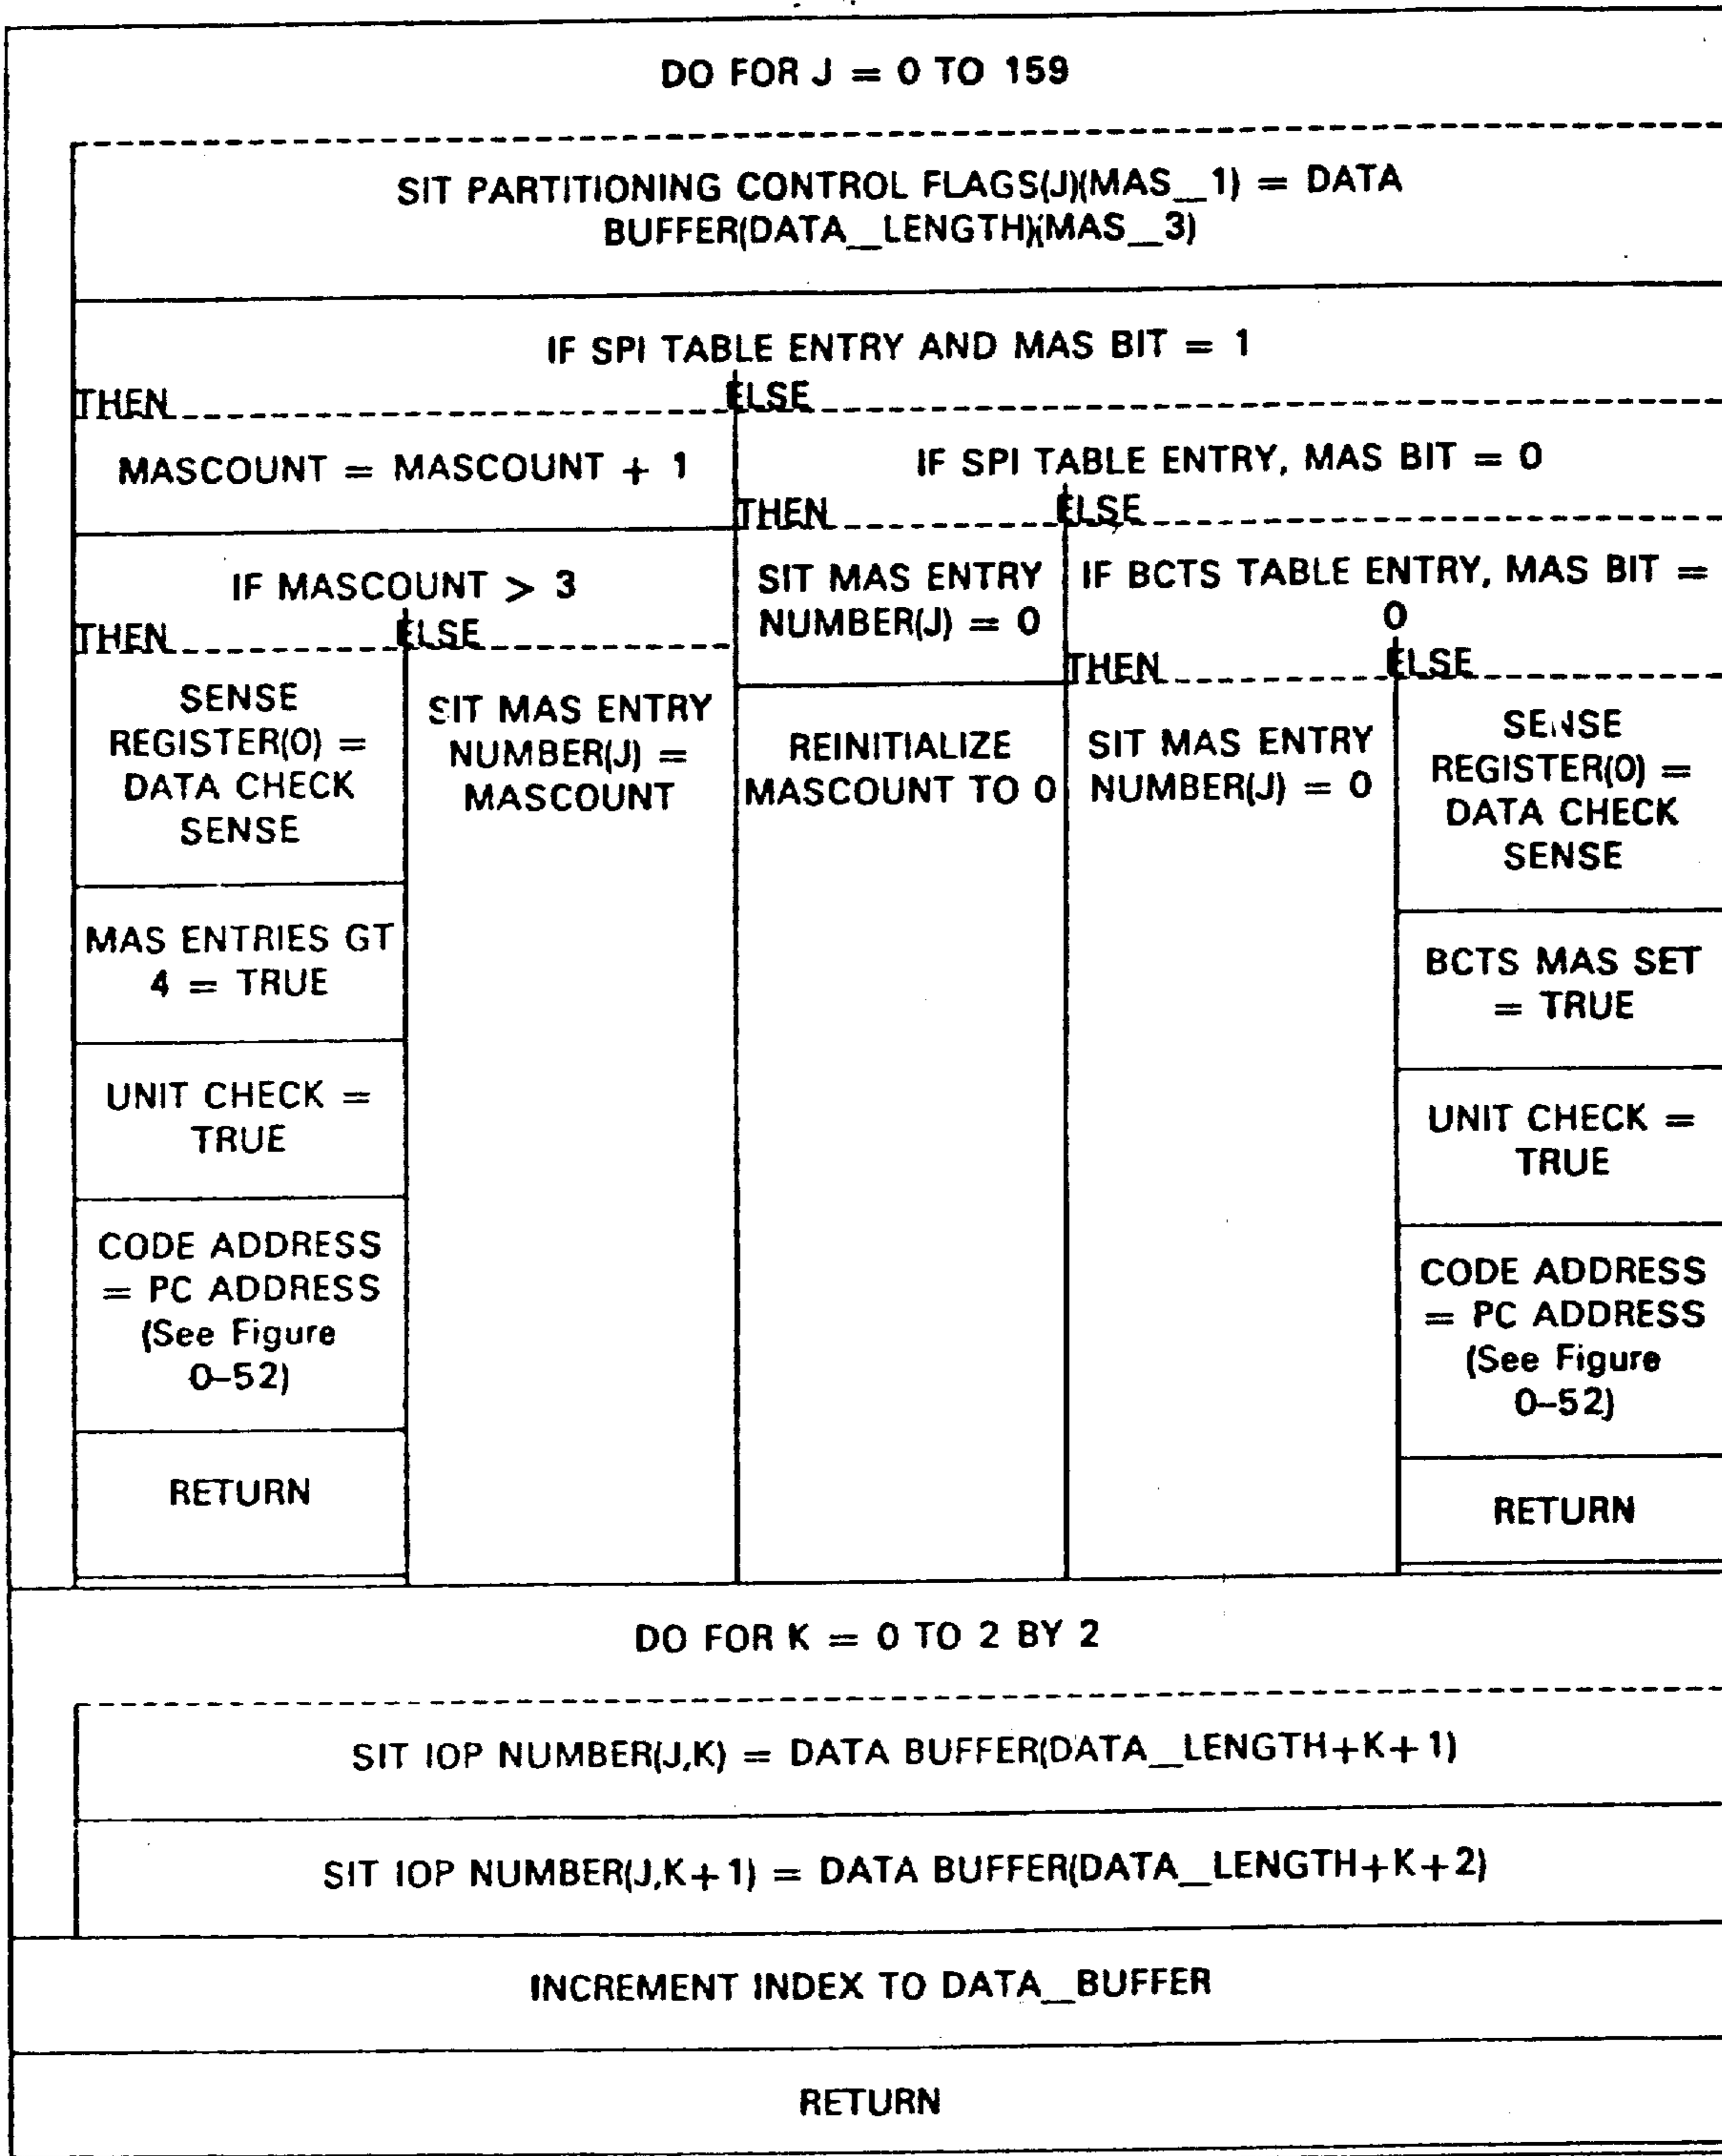 DO FOR J = 0 TO 159
SIT PARTITIONING CONTROL FLAGS(J)(MAS__1) = DATA
BUFFER(DATA__LENGTH)(MAS__3)
IF SPI TABLE ENTRY AND MAS BIT = 1
THEN
ELSE
MASCOUNT = MASCOUNT + 1
IF MASCOUNT > 3
THEN
ELSE
SENSE
REGISTER(0) =
DATA CHECK
SENSE
MAS ENTRIES GT
4 = TRUE
UNIT CHECK =
TRUE
CODE ADDRESS
= PC ADDRESS
(See Figure
0–52)
RETURN
SIT MAS ENTRY
NUMBER(J) =
MASCOUNT
IF SPI TABLE ENTRY, MAS BIT = 0
THEN
ELSE
SIT MAS ENTRY
NUMBER(J) = 0
REINITIALIZE
MASCOUNT TO 0
IF BCTS TABLE ENTRY, MAS BIT =
0
THEN
ELSE
SIT MAS ENTRY
NUMBER(J) = 0
SENSE
REGISTER(0) =
DATA CHECK
SENSE
BCTS MAS SET
= TRUE
UNIT CHECK =
TRUE
CODE ADDRESS
= PC ADDRESS
(See Figure
0–52)
RETURN
DO FOR K = 0 TO 2 BY 2
SIT IOP NUMBER(J,K) = DATA BUFFER(DATA__LENGTH+K+1)
SIT IOP NUMBER(J,K+1) = DATA BUFFER(DATA__LENGTH+K+2)
INCREMENT INDEX TO DATA__BUFFER
RETURN